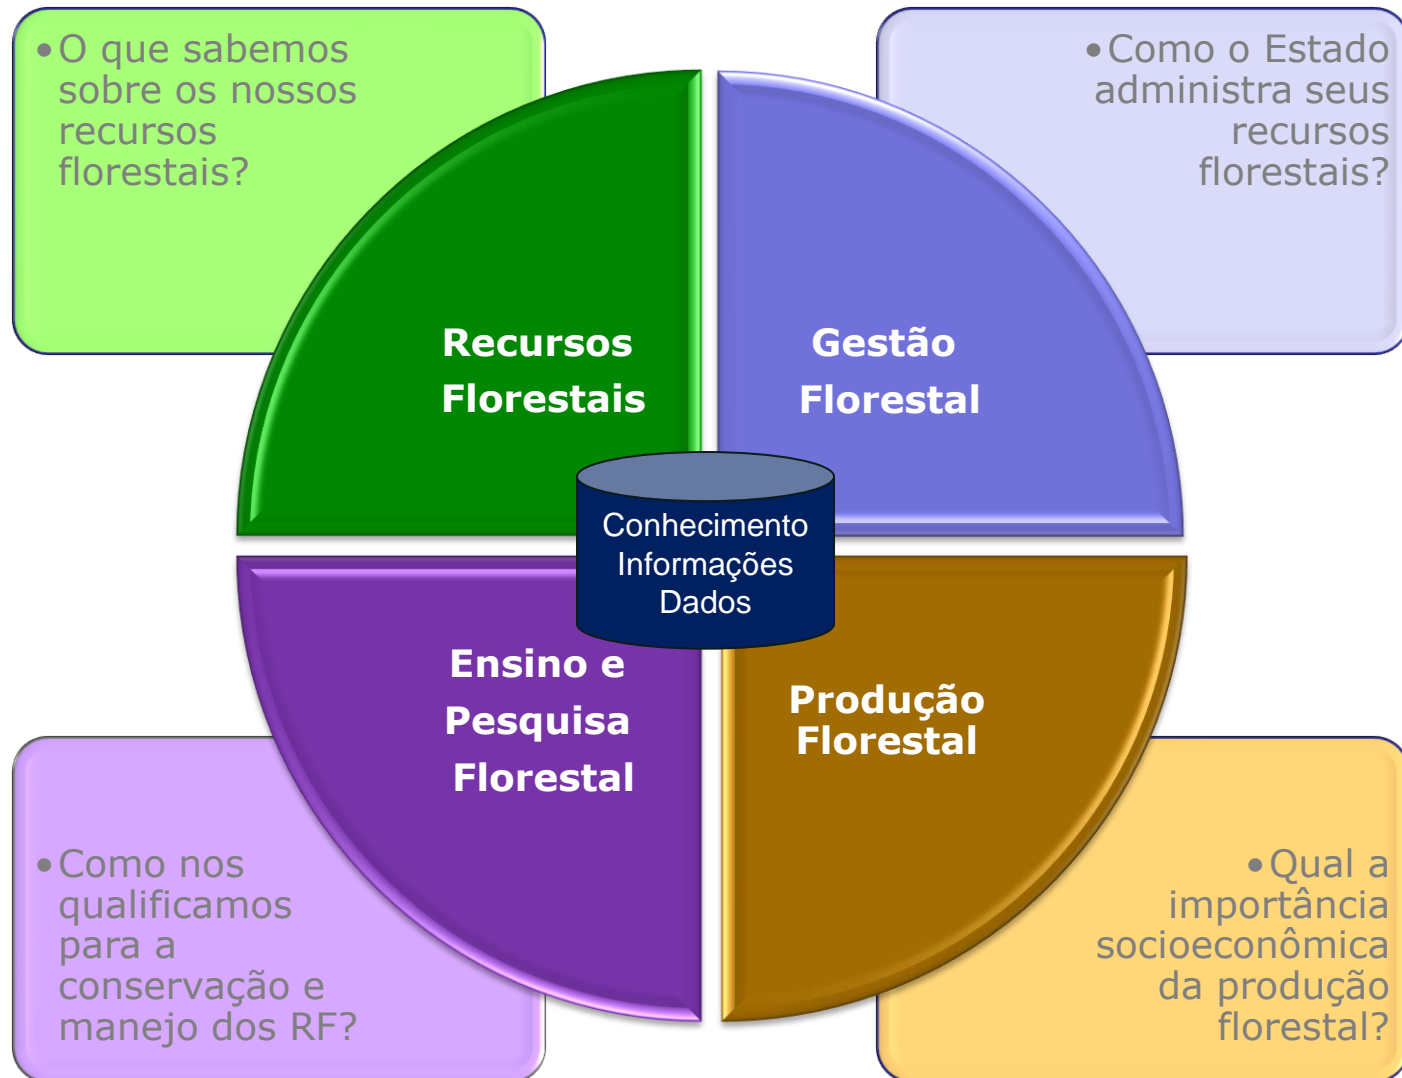 •O que sabemos
sobre os nossos
recursos
florestais?
•Como o Estado
administra seus
recursos
florestais?
Recursos
Florestais
Gestão
Florestal
Conhecimento
Informações
Dados
Ensino e
Pesquisa
Florestal
Produção
Florestal
•Como nos
qualificamos
para a
conservação e
manejo dos RF?
•Qual a
importância
socioeconômica
da produção
florestal?